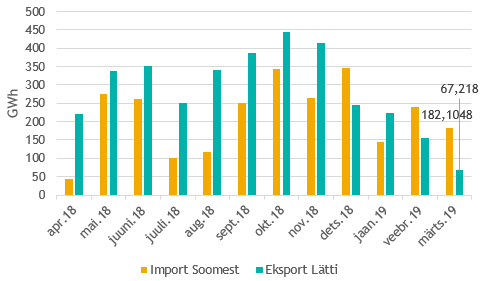 500
450
400
350
300
250
200
150
100
50
0
GWh
67,218
182,1048
apr.18
mai.18
juuni.18
juuli.18
aug.18
sept.18
okt.18
nov.18
dets.18
jaan.19
veebr.19
märts.19
Import Soomest
Eksport Lätti